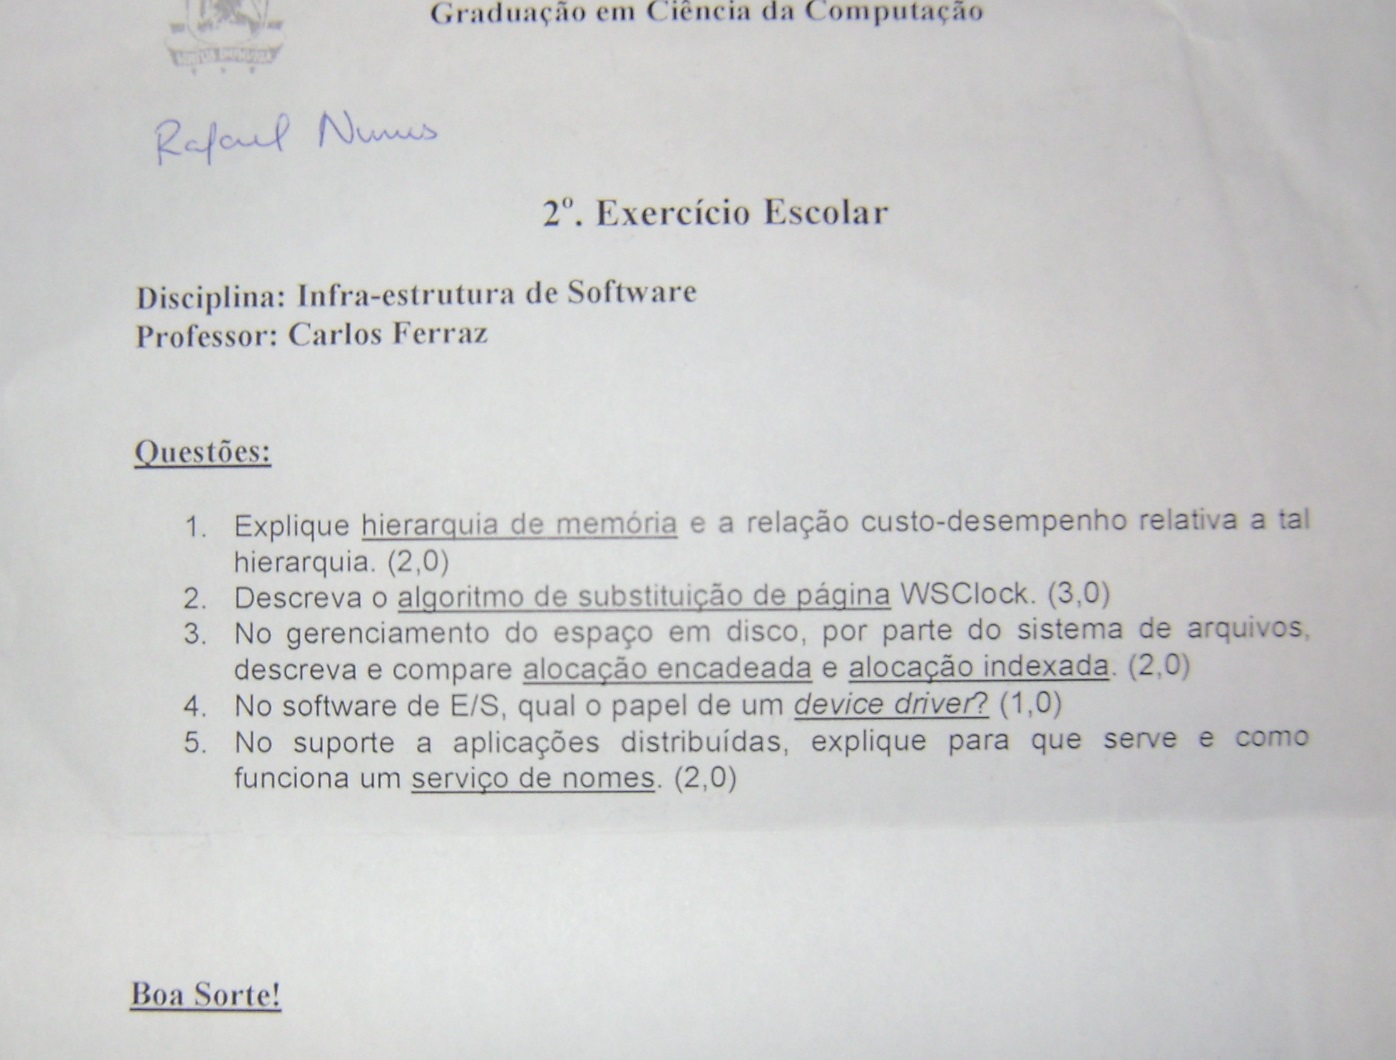 Graduação em Ciência da Computação
Rafael Nunes
2º. Exercício Escolar
Disciplina: Infra-estrutura de Software
Professor: Carlos Ferraz
Questões:
1. Explique hierarquia de memória e a relação custo-desempenho relativa a tal
hierarquia. (2,0)
2. Descreva o algoritmo de substituição de página WSClock. (3,0)
3. No gerenciamento do espaço em disco, por parte do sistema de arquivos,
descreva e compare alocação encadeada e alocação indexada. (2,0)
4. No software de E/S, qual o papel de um device driver? (1,0)
5. No suporte a aplicações distribuídas, explique para que serve e como
funciona um serviço de nomes. (2,0)
Boa Sorte!